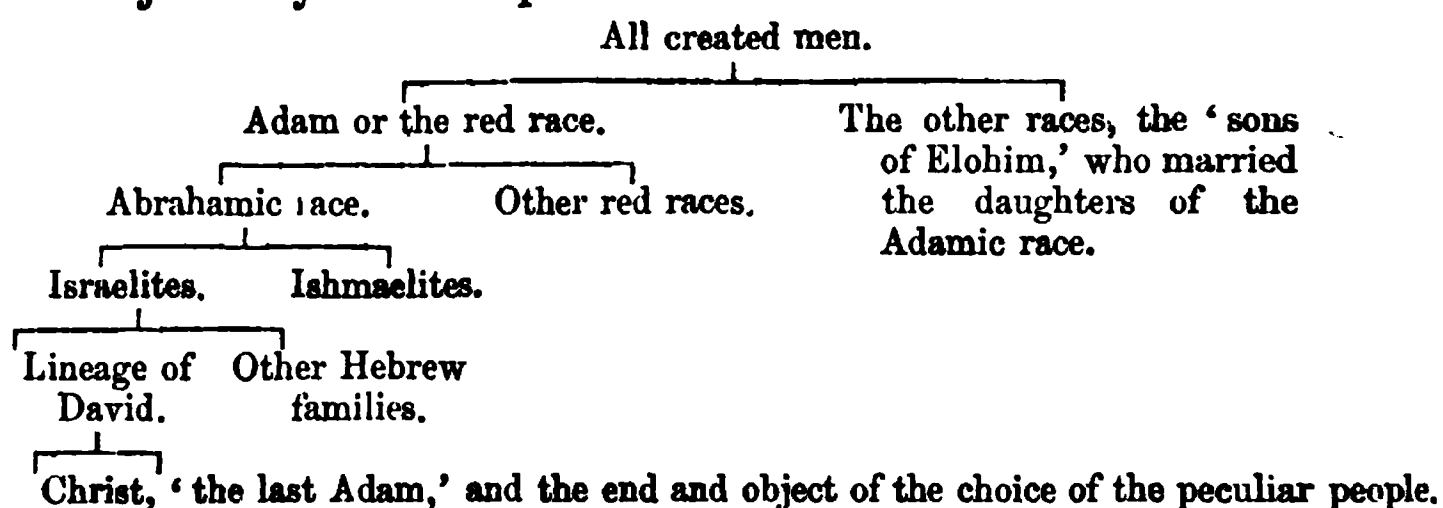 All created men.
Adam or the red race.
The other races, the ‘ sons
of Elohim,’ who married
the daughters of the
Adamic race.
Abrahamic race.
Other red races.
Israelites.
Ishmaelites.
Lineage of
David.
Other Hebrew
families.
Christ, ‘ the last Adam,’ and the end and object of the choice of the peculiar people.